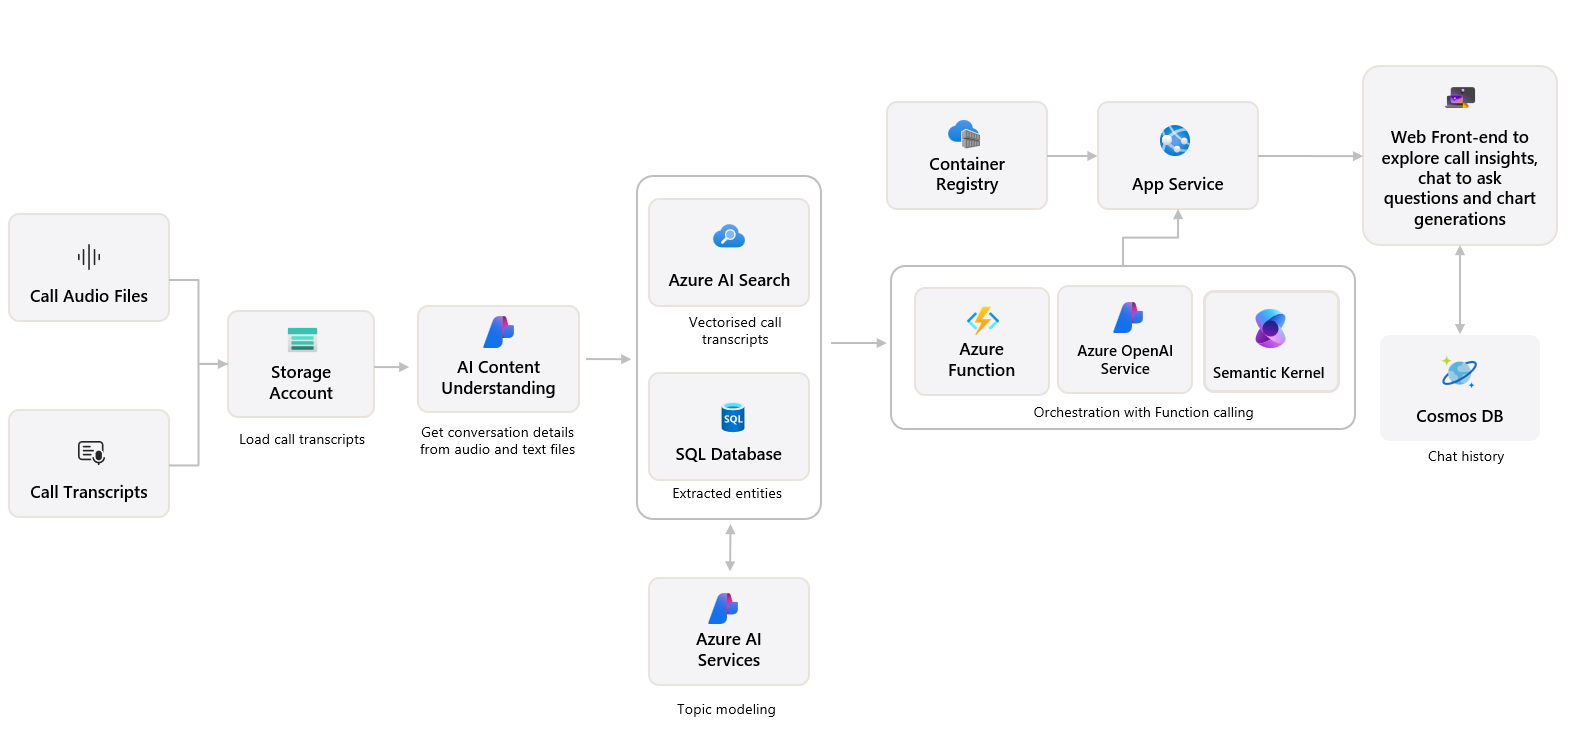 Call Audio Files
Call Transcripts
Storage
Account
Load call transcripts
AI Content
Understanding
Get conversation details
from audio and text files
Azure AI Search
Vectorised call
transcripts
SQL
SQL Database
Extracted entities
Azure AI
Services
Topic modeling
Container
Registry
App Service
Azure
Function
Azure OpenAI
Service
Semantic Kernel
Orchestration with Function calling
Web Front-end to
explore call insights,
chat to ask
questions and chart
generations
Cosmos DB
Chat history